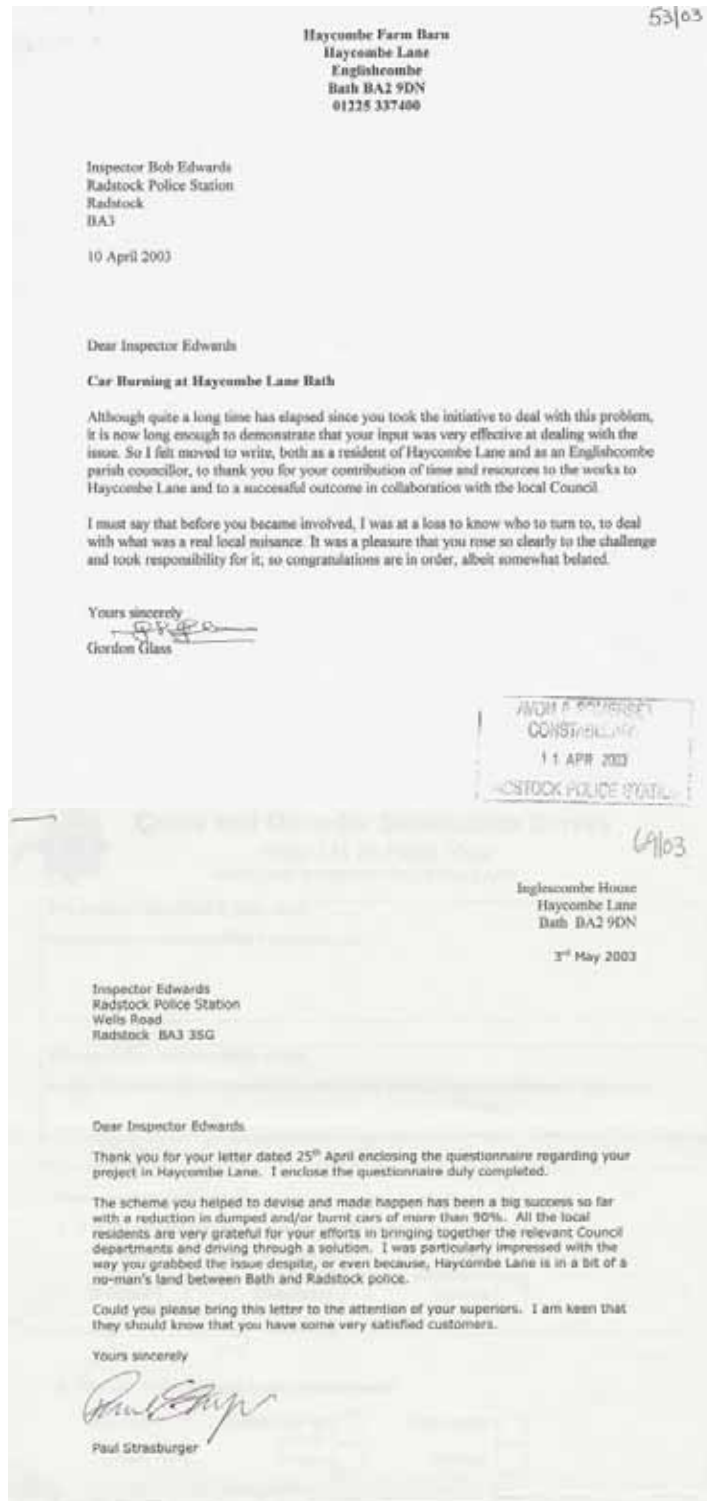 53/03
Haycombe Farm Barn
Haycombe Lane
Englishcombe
Bath BA2 9DN
01225 337400
Inspector Bob Edwards
Radstock Police Station
Radstock
BA3
10 April 2003
Dear Inspector Edwards
Car Burning at Haycombe Lane Bath
Although quite a long time has elapsed since you took the initiative to deal with this problem,
it is now long enough to demonstrate that your input was very effective at dealing with the
issue. So I felt moved to write, both as a resident of Haycombe Lane and as an Englishcombe
parish councillor, to thank you for your contribution of time and resources to the works to
Haycombe Lane and to a successful outcome in collaboration with the local Council.
I must say that before you became involved, I was at a loss to know who to turn to, to deal
with what was a real local nuisance. It was a pleasure that you rose so clearly to the challenge
and took responsibility for it; so congratulations are in order, albeit somewhat belated.
Yours sincerely
Gordon Glass
AVON & SOMERSET
CONSTABULARY
11 APR 2003
POLICE
69/03
Inglescombe House
Haycombe Lane
Bath BA2 9DN
3rd May 2003
Inspector Edwards
Radstock Police Station
Wells Road
Radstock BA3 3SG
Dear Inspector Edwards
Thank you for your letter dated 25th April enclosing the questionnaire regarding your
project in Haycombe Lane. I enclose the questionnaire duly completed.
The scheme you helped to devise and made happen has been a big success so far
with a reduction in dumped and/or burnt cars of more than 90%. All the local
residents are very grateful for your efforts in bringing together the relevant Council
departments and driving through a solution. I was particularly impressed with the
way you grabbed the issue despite, or even because, Haycombe Lane is in a bit of a
no-man's land between Bath and Radstock police.
Could you please bring this letter to the attention of your superiors. I am keen that
they should know that you have some very satisfied customers.
Yours sincerely
Paul Strasburger